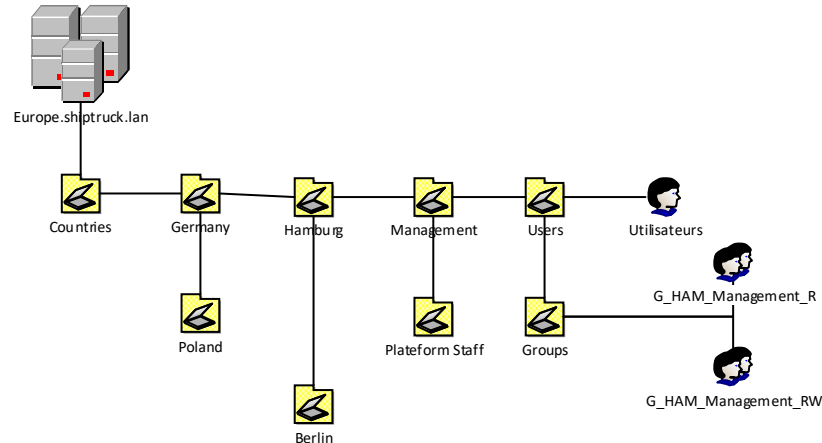 Europe.shiptruck.lan
Countries
Germany
Hamburg
Management
Users
Utilisateurs
G_HAM_Management_R
Poland
Plateform Staff
Groups
G_HAM_Management_RW
Berlin